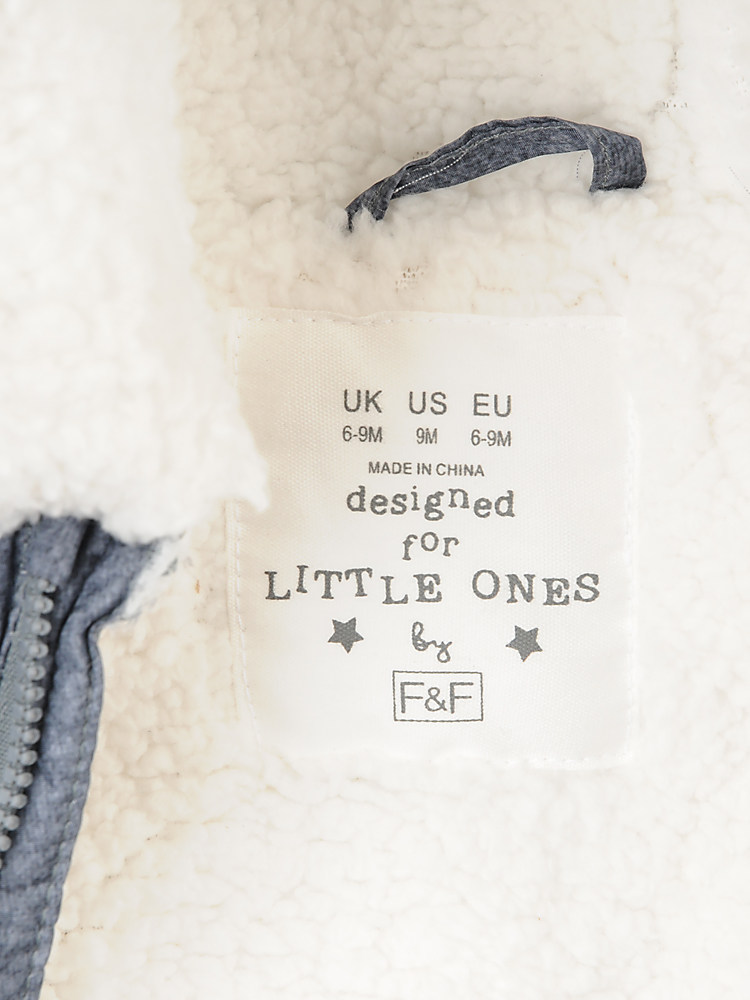 UK US EU
6-9M 9M 6-9M
MADE IN CHINA
designed
for
LITTLE ONES
by
F&F